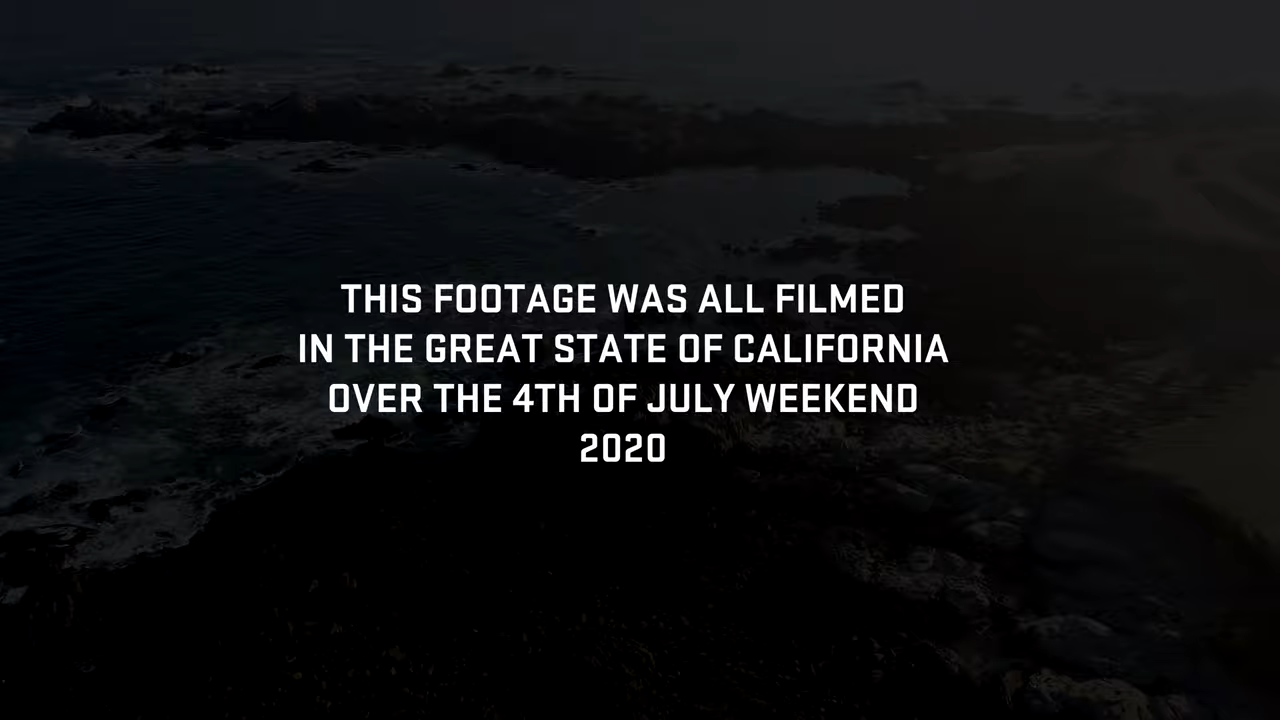 THIS FOOTAGE WAS ALL FILMED
IN THE GREAT STATE OF CALIFORNIA
OVER THE 4TH OF JULY WEEKEND
2020